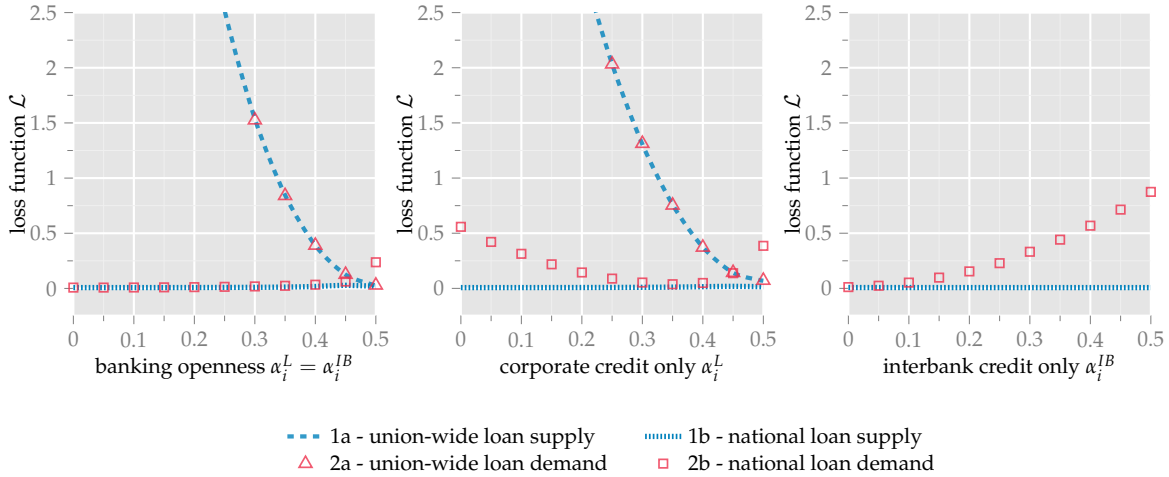 2.5
2
1.5
1
0.5
0
loss function ℒ
0 0.1 0.2 0.3 0.4 0.5
banking openness α_i^L = α_i^IB
2.5
2
1.5
1
0.5
0
loss function ℒ
0 0.1 0.2 0.3 0.4 0.5
corporate credit only α_i^L
2.5
2
1.5
1
0.5
0
loss function ℒ
0 0.1 0.2 0.3 0.4 0.5
interbank credit only α_i^IB
1a - union-wide loan supply
1b - national loan supply
2a - union-wide loan demand
2b - national loan demand